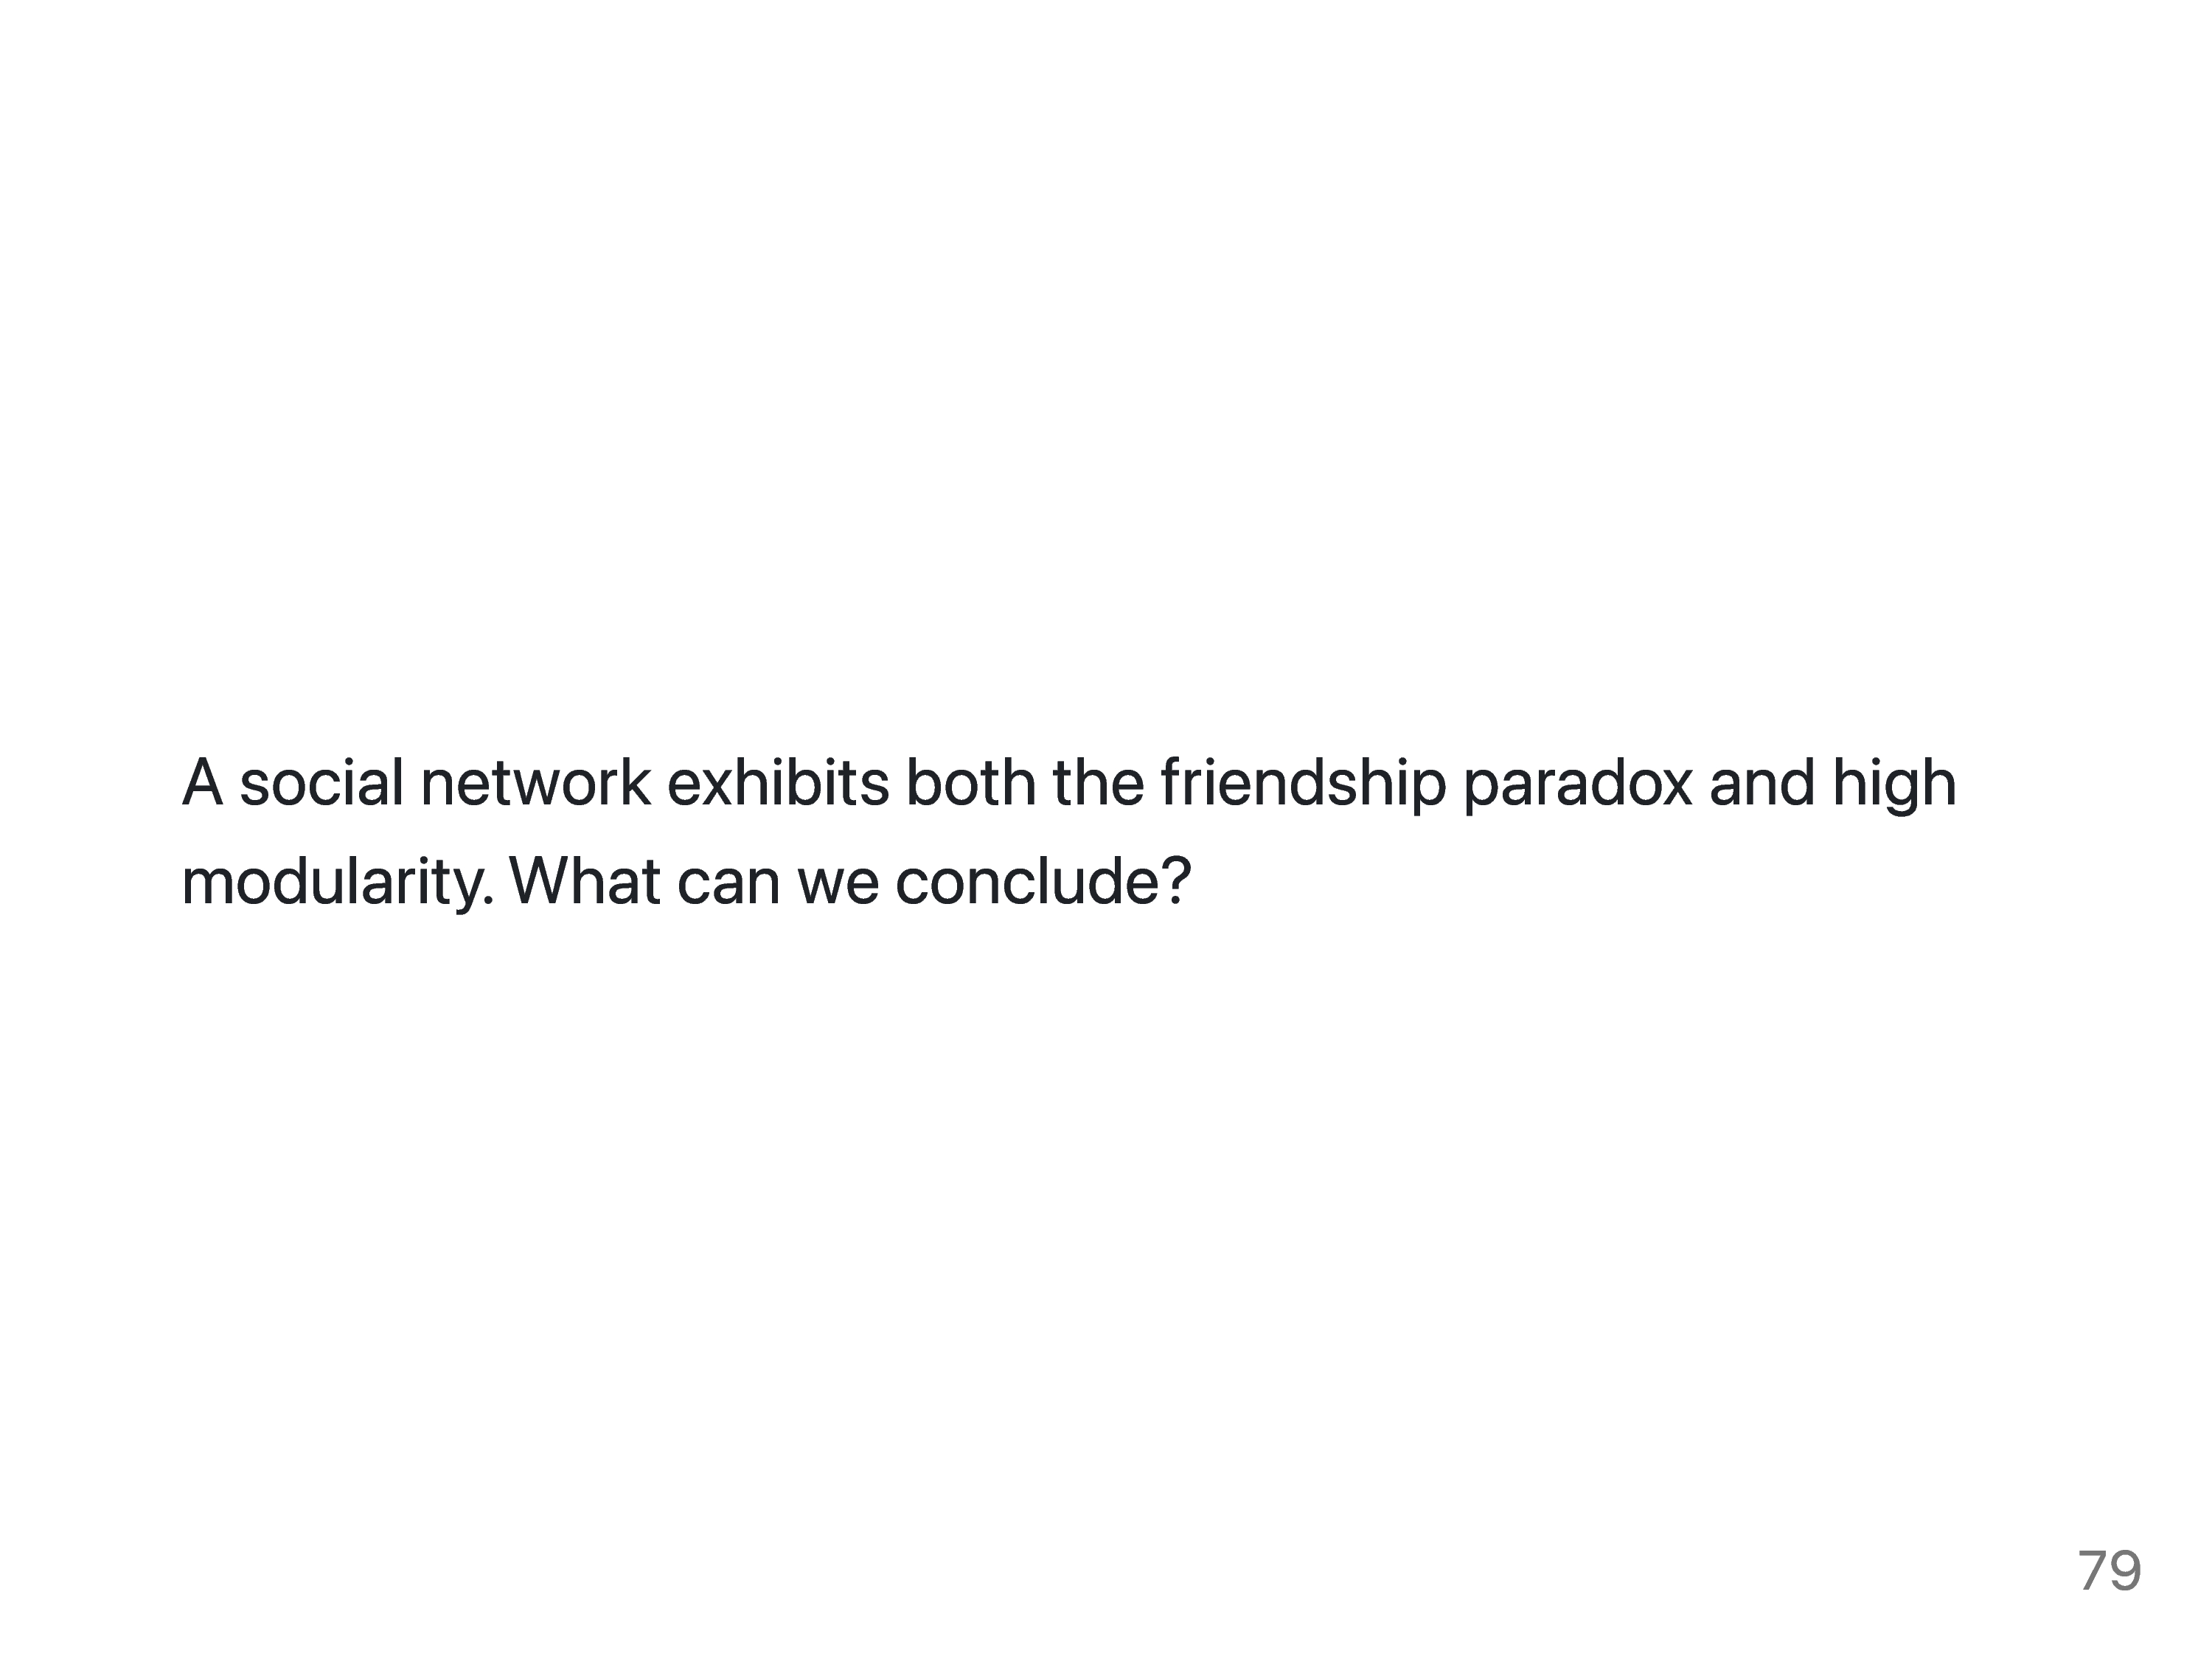 A social network exhibits both the friendship paradox and high
modularity. What can we conclude?
79